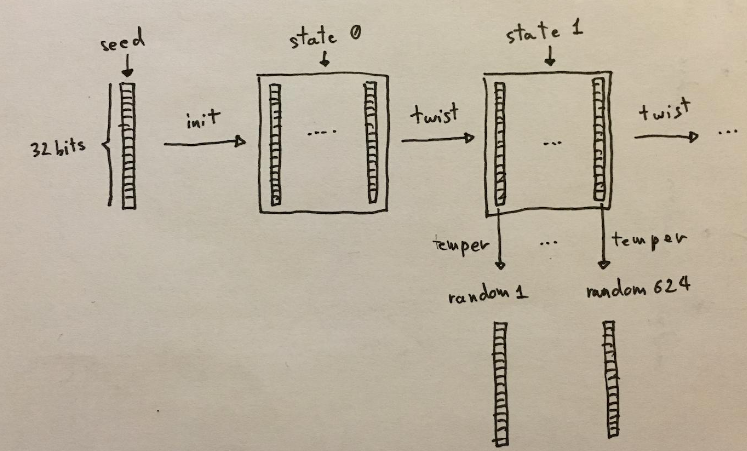 seed
state 0
state 1
32 bits
init
....
twist
...
twist
...
temper
...
temper
random 1
random 624